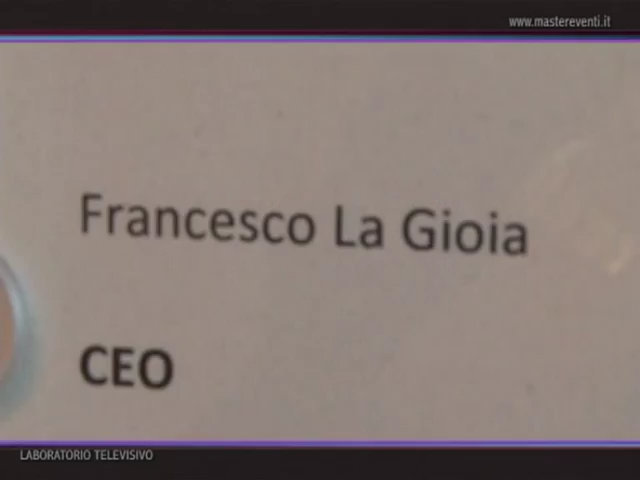 www.mastereventi.it
Francesco La Gioia
CEO
LABORATORIO TELEVISIVO